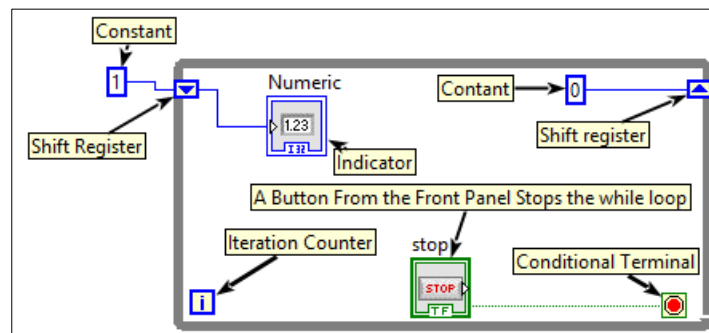 Constant
1
Numeric
Contant
0
1.23
I32
Shift Register
Shift register
Indicator
A Button From the Front Panel Stops the while loop
Iteration Counter
stop
Conditional Terminal
STOP
TF
i